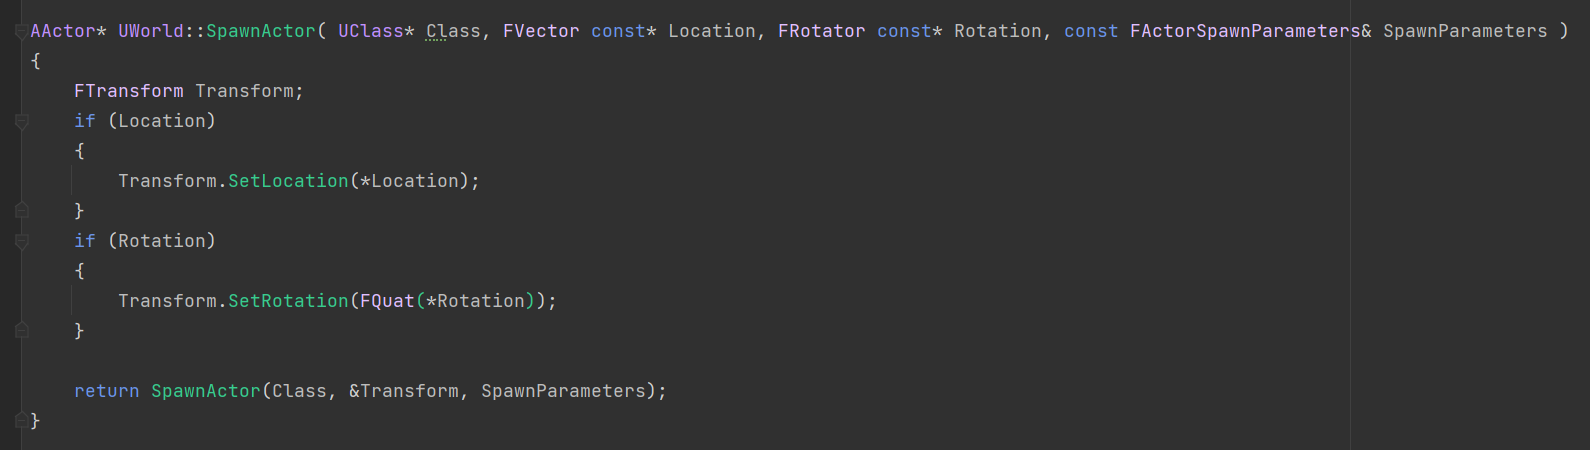 AActor* UWorld::SpawnActor( UClass* Class, FVector const* Location, FRotator const* Rotation, const FActorSpawnParameters& SpawnParameters )
{
    FTransform Transform;
    if (Location)
    {
        Transform.SetLocation(*Location);
    }
    if (Rotation)
    {
        Transform.SetRotation(FQuat(*Rotation));
    }

    return SpawnActor(Class, &Transform, SpawnParameters);
}